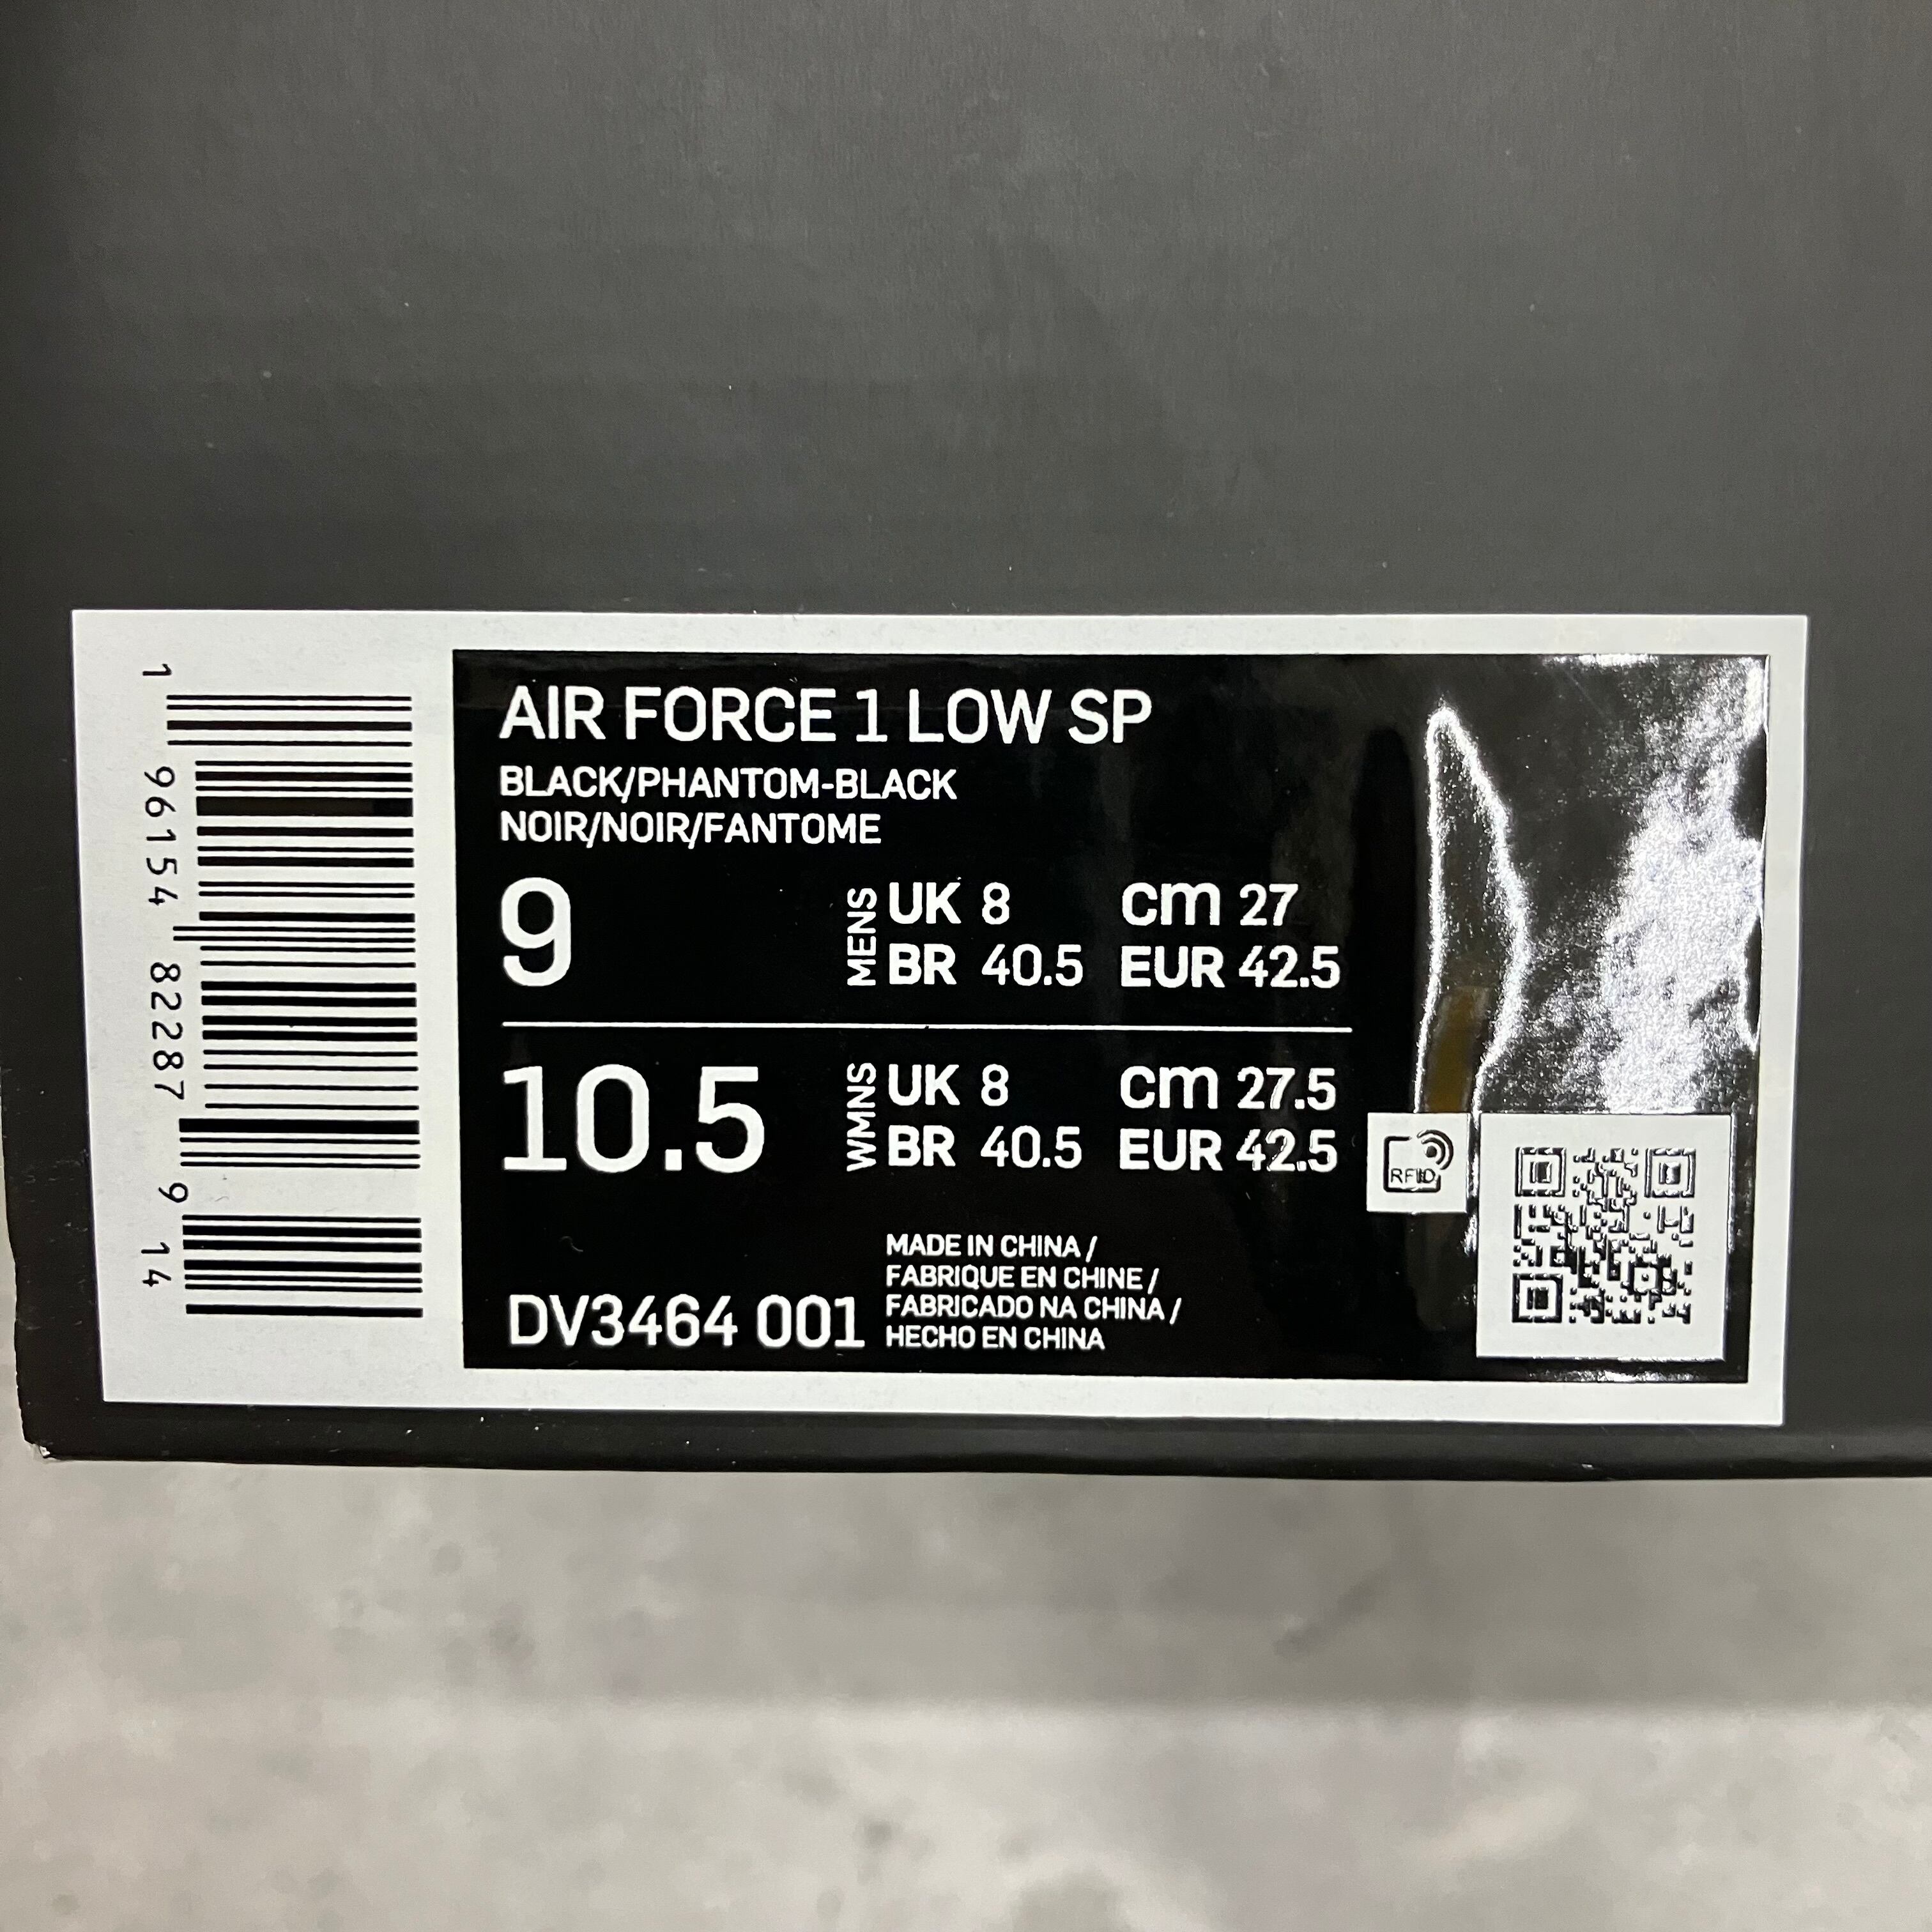 1 96154 82287 9 14
AIR FORCE 1 LOW SP
BLACK/PHANTOM-BLACK
NOIR/NOIR/FANTOME
9 MENS UK 8 cm 27
BR 40.5 EUR 42.5
10.5 WMNS UK 8 cm 27.5
BR 40.5 EUR 42.5
RFID
MADE IN CHINA /
FABRIQUE EN CHINE /
FABRICADO NA CHINA /
HECHO EN CHINA
DV3464 001